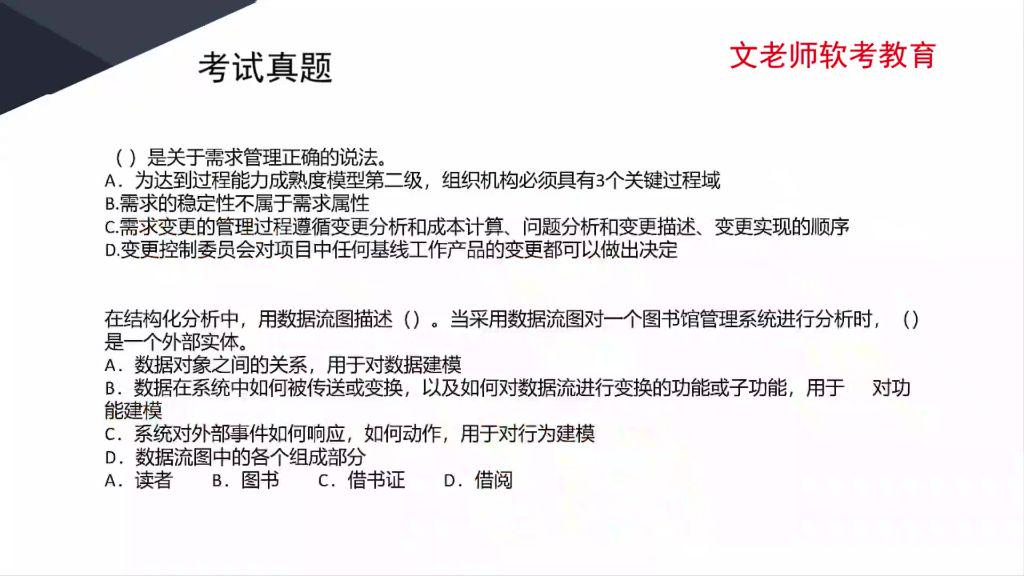 考试真题
文老师软考教育
（ ）是关于需求管理正确的说法。
A．为达到过程能力成熟度模型第二级，组织机构必须具有3个关键过程域
B.需求的稳定性不属于需求属性
C.需求变更的管理过程遵循变更分析和成本计算、问题分析和变更描述、变更实现的顺序
D.变更控制委员会对项目中任何基线工作产品的变更都可以做出决定
在结构化分析中，用数据流图描述（）。当采用数据流图对一个图书馆管理系统进行分析时，（）
是一个外部实体。
A．数据对象之间的关系，用于对数据建模
B．数据在系统中如何被传送或变换，以及如何对数据流进行变换的功能或子功能，用于 对功
能建模
C．系统对外部事件如何响应，如何动作，用于对行为建模
D．数据流图中的各个组成部分
A．读者 B．图书 C．借书证 D．借阅